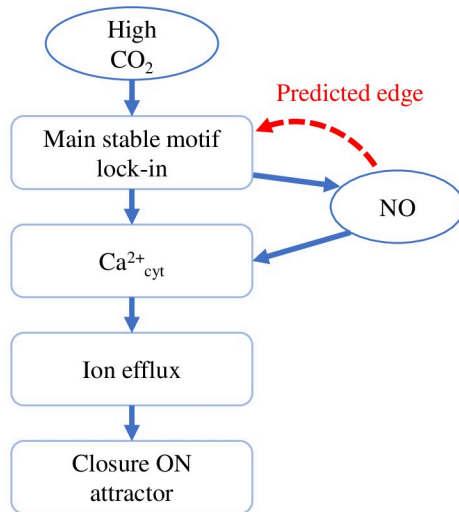 High
CO₂
Predicted edge
Main stable motif
lock-in
NO
Ca²⁺cyt
Ion efflux
Closure ON
attractor